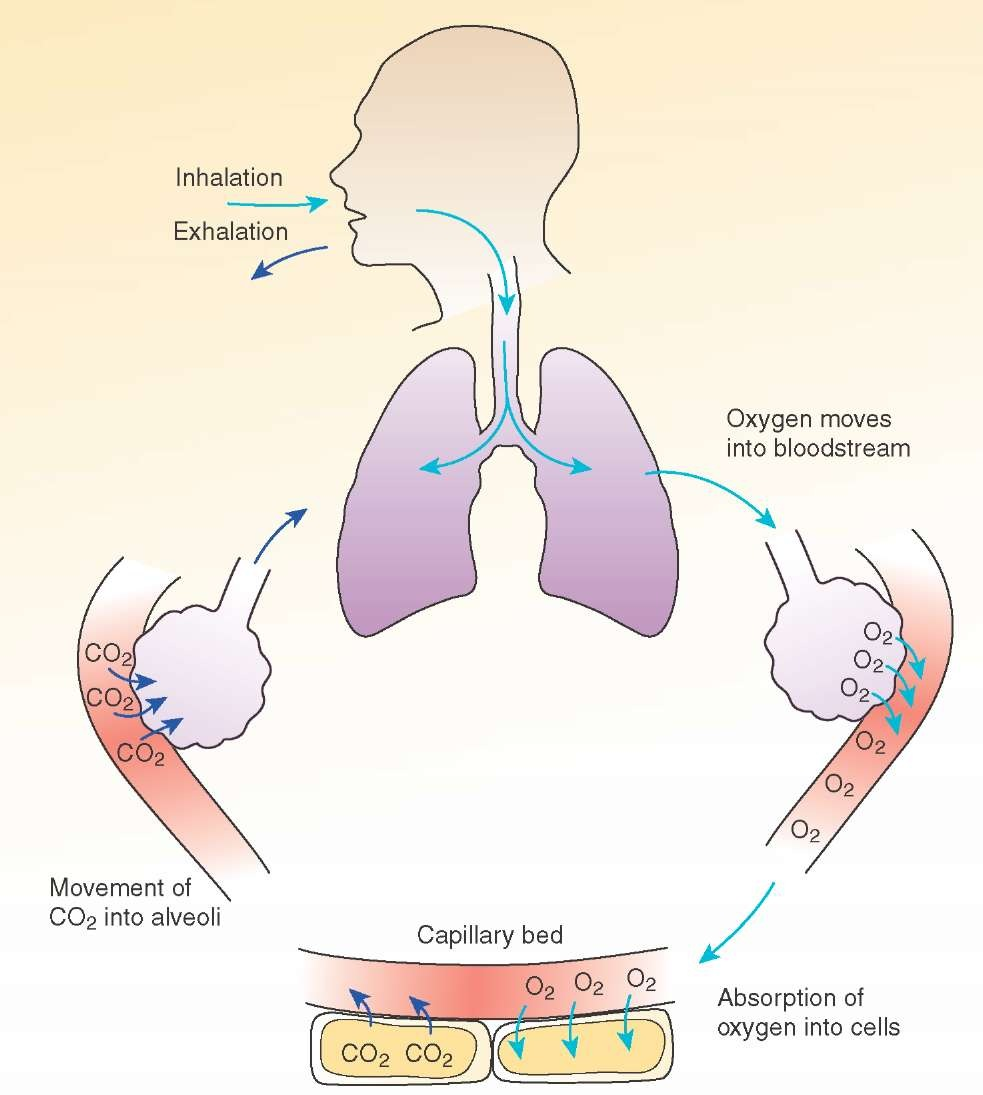 Inhalation
Exhalation
Oxygen moves
into bloodstream
CO₂
CO₂
CO₂
O₂
O₂
O₂
O₂
O₂
O₂
Movement of
CO₂ into alveoli
Capillary bed
O₂ O₂ O₂
CO₂ CO₂
Absorption of
oxygen into cells